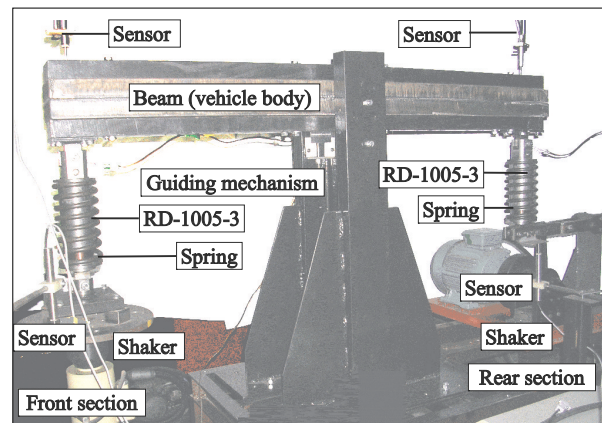 Sensor
Sensor
Beam (vehicle body)
RD-1005-3
Guiding mechanism
Spring
RD-1005-3
Spring
Sensor
Sensor
Shaker
Shaker
Rear section
Front section